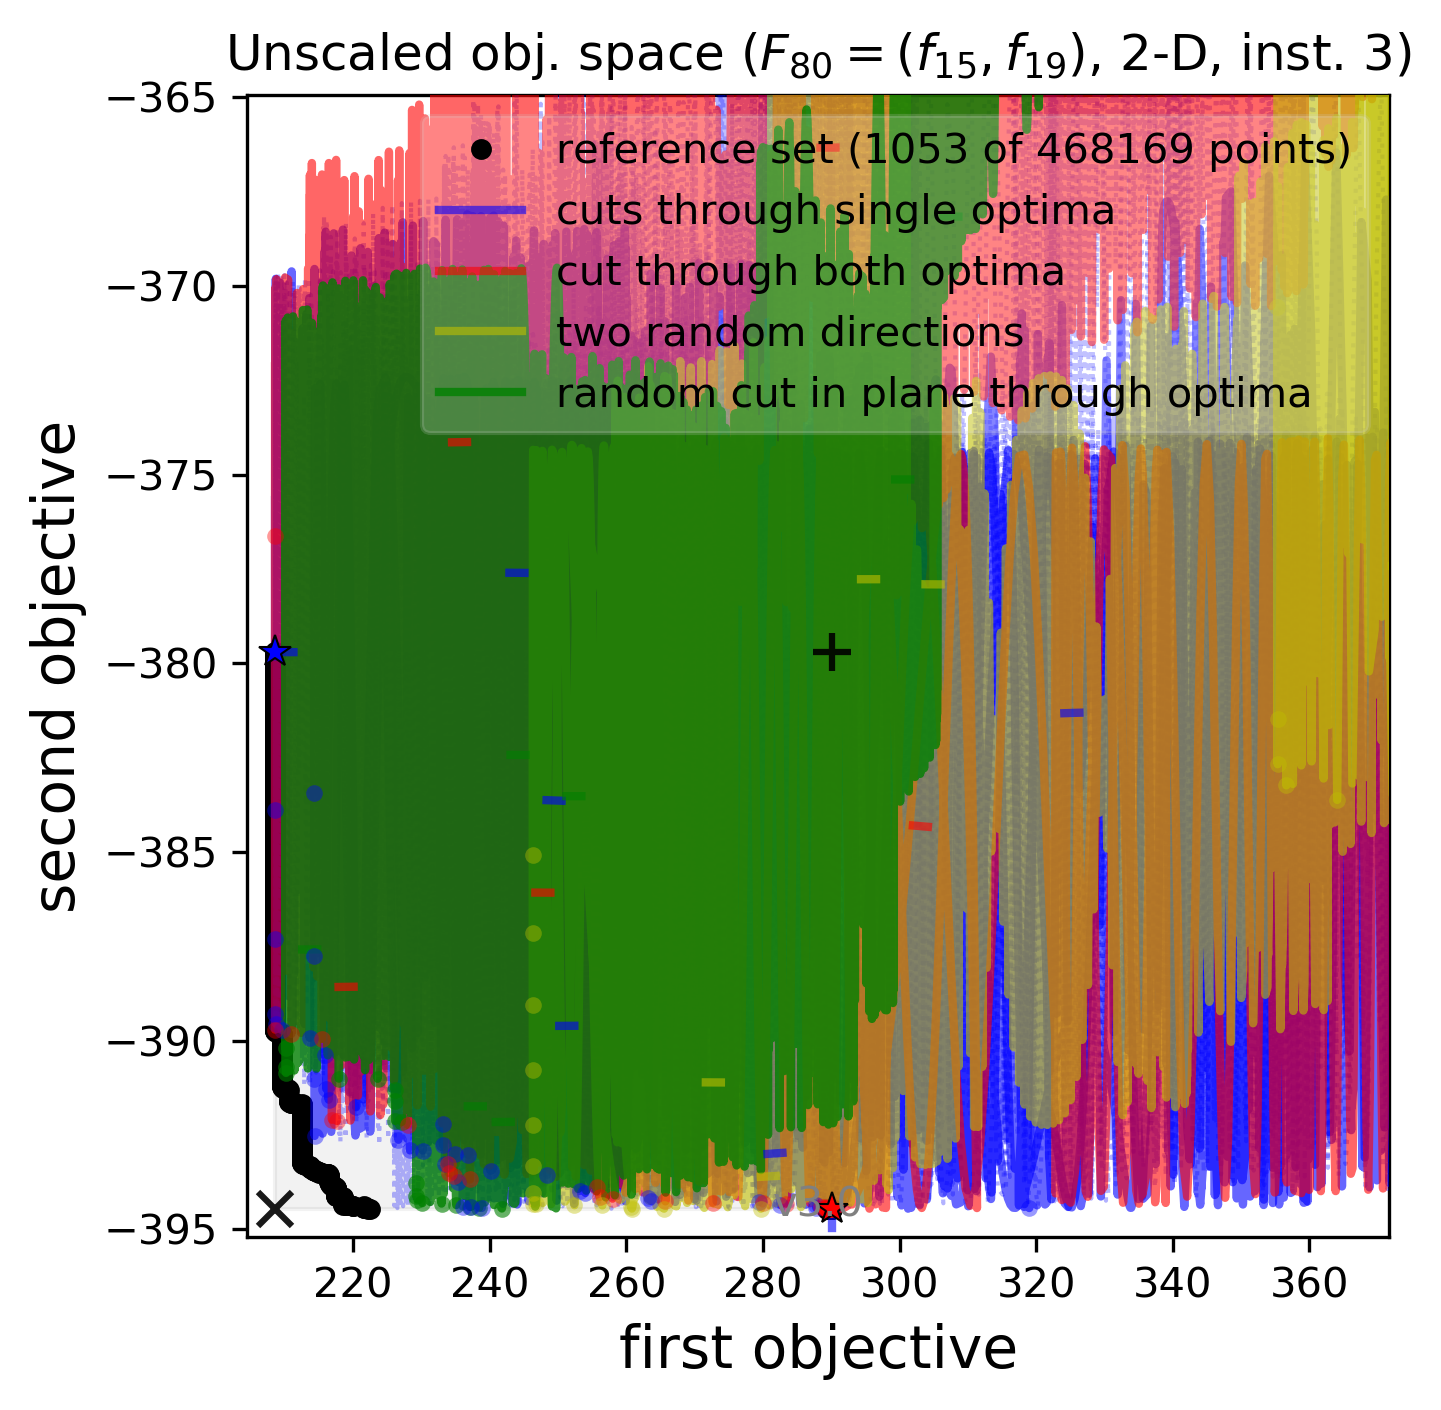 Unscaled obj. space (F80 = (f15, f19), 2-D, inst. 3)
−365
−370
−375
−380
−385
−390
−395
second objective
reference set (1053 of 468169 points)
cuts through single optima
cut through both optima
two random directions
random cut in plane through optima
220
240
260
280
300
320
340
360
first objective